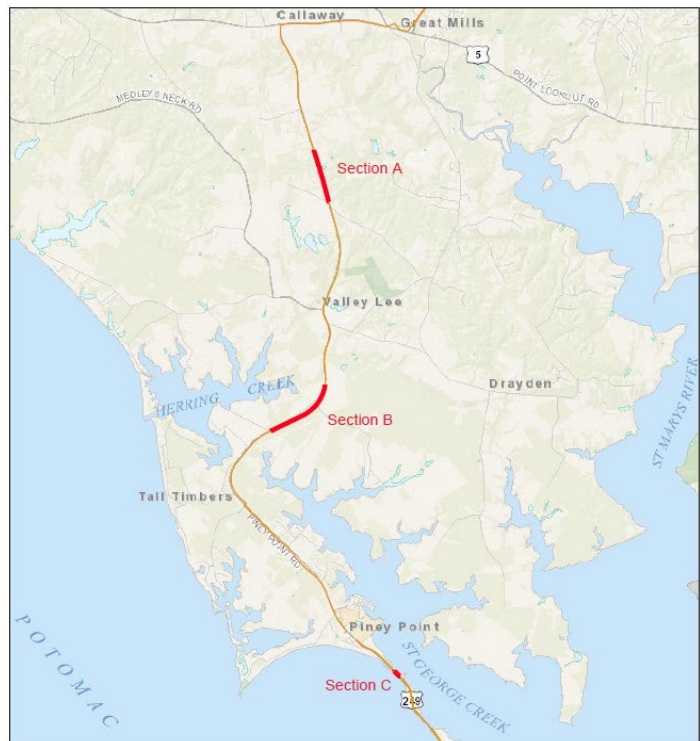 Callaway
Great Mills
5
POINT LOOKOUT RD
MEDLEYS NECK RD
Section A
Valley Lee
HERRING CREEK
Drayden
ST MARYS RIVER
Section B
Tall Timbers
PINEY POINT RD
Piney Point
ST GEORGE CREEK
Section C
249
POTOMAC